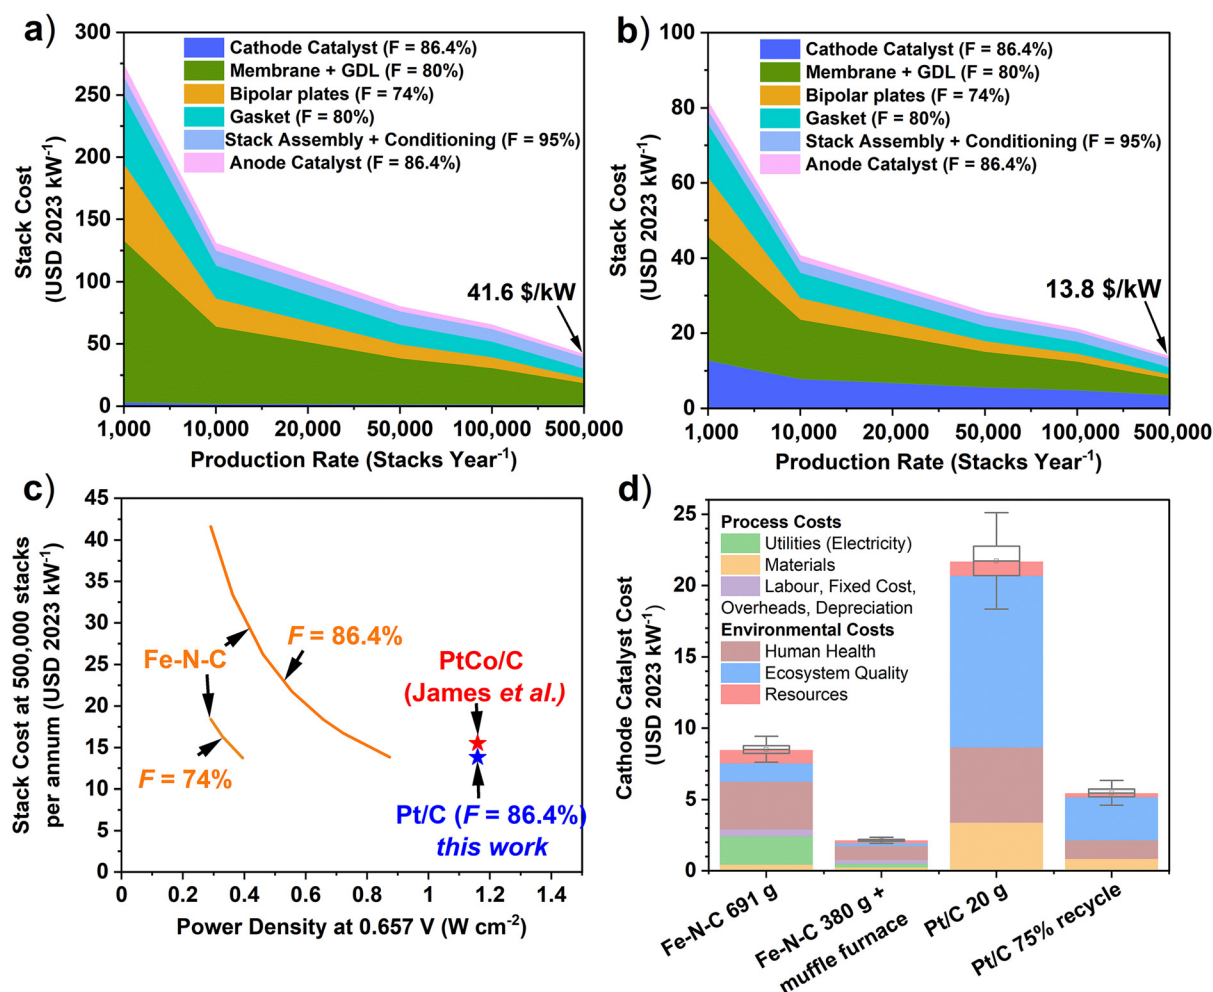 a)
300
250
200
150
100
50
0
Stack Cost
(USD 2023 kW-1)
Cathode Catalyst (F = 86.4%)
Membrane + GDL (F = 80%)
Bipolar plates (F = 74%)
Gasket (F = 80%)
Stack Assembly + Conditioning (F = 95%)
Anode Catalyst (F = 86.4%)
41.6 $/kW
1,000
10,000
20,000
50,000
100,000
500,000
Production Rate (Stacks Year-1)
b)
100
80
60
40
20
0
Stack Cost
(USD 2023 kW-1)
Cathode Catalyst (F = 86.4%)
Membrane + GDL (F = 80%)
Bipolar plates (F = 74%)
Gasket (F = 80%)
Stack Assembly + Conditioning (F = 95%)
Anode Catalyst (F = 86.4%)
13.8 $/kW
1,000
10,000
20,000
50,000
100,000
500,000
Production Rate (Stacks Year-1)
c)
45
40
35
30
25
20
15
10
5
0
Stack Cost at 500,000 stacks
per annum (USD 2023 kW-1)
Fe-N-C
F = 86.4%
F = 74%
PtCo/C
(James et al.)
Pt/C (F = 86.4%)
this work
0
0.2
0.4
0.6
0.8
1
1.2
1.4
Power Density at 0.657 V (W cm-2)
d)
25
20
15
10
5
0
Cathode Catalyst Cost
(USD 2023 kW-1)
Process Costs
Utilities (Electricity)
Materials
Labour, Fixed Cost,
Overheads, Depreciation
Environmental Costs
Human Health
Ecosystem Quality
Resources
Fe-N-C 691 g
Fe-N-C 380 g +
muffle furnace
Pt/C 20 g
Pt/C 75% recycle